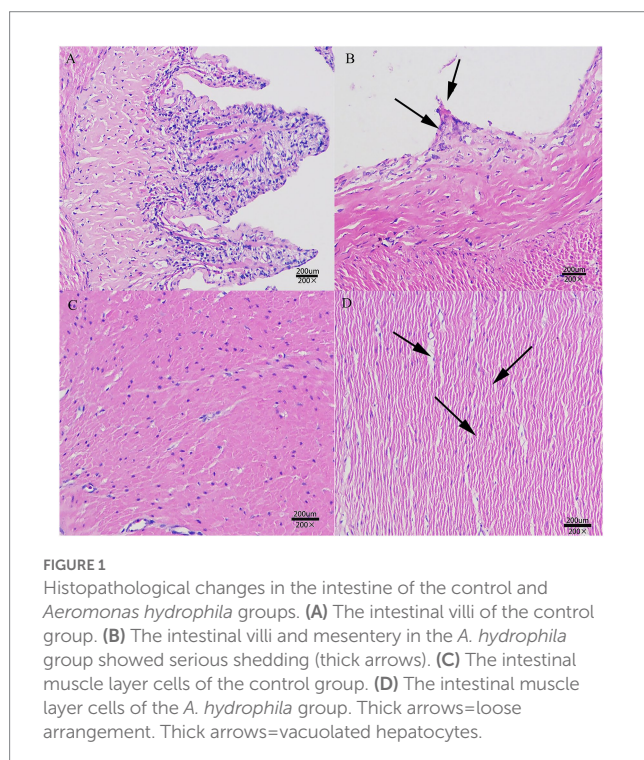 A
200um
200×
B
200um
200×
C
200um
200×
D
200um
200×
FIGURE 1
Histopathological changes in the intestine of the control and
Aeromonas hydrophila groups. (A) The intestinal villi of the control
group. (B) The intestinal villi and mesentery in the A. hydrophila
group showed serious shedding (thick arrows). (C) The intestinal
muscle layer cells of the control group. (D) The intestinal muscle
layer cells of the A. hydrophila group. Thick arrows=loose
arrangement. Thick arrows=vacuolated hepatocytes.